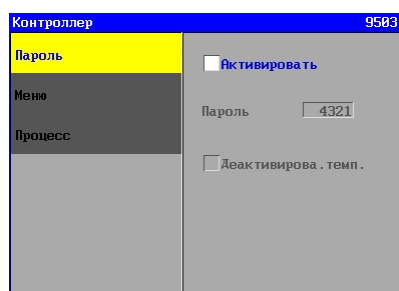 Контроллер 9503
Пароль
Активировать
Меню
Пароль 4321
Процесс
Деактивирова.темп.